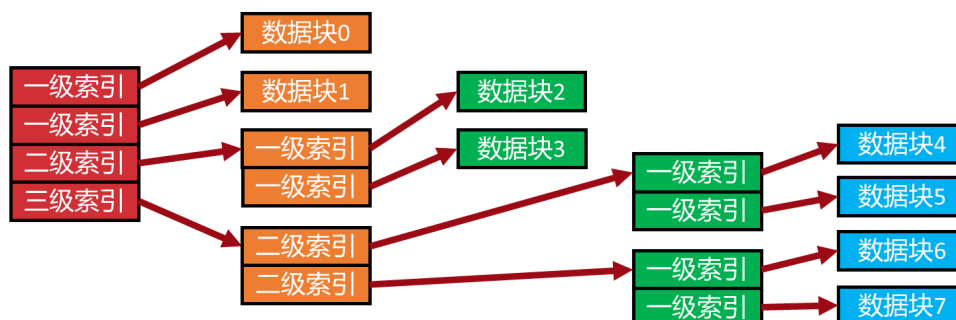 一级索引
一级索引
二级索引
三级索引
数据块0
数据块1
一级索引
一级索引
二级索引
二级索引
数据块2
数据块3
一级索引
一级索引
一级索引
一级索引
数据块4
数据块5
数据块6
数据块7